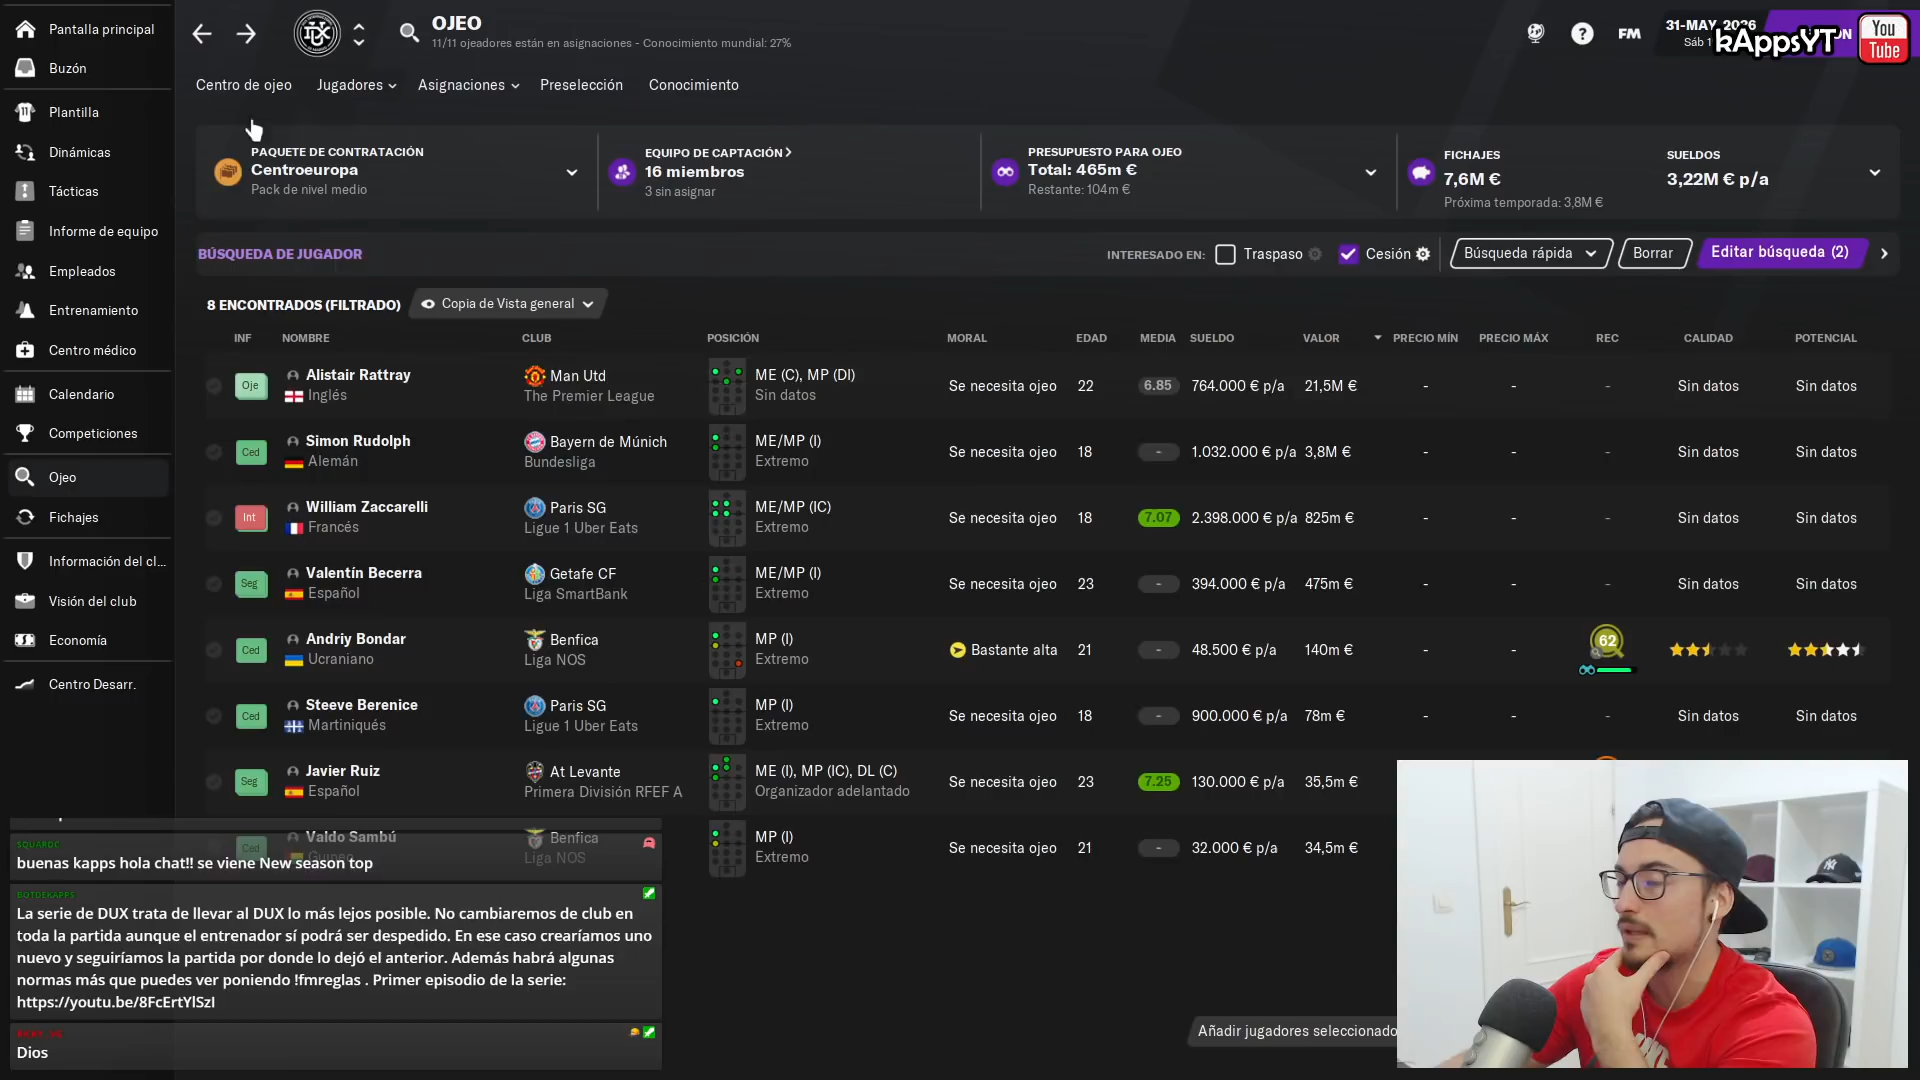 Pantalla principal
Buzón
Plantilla
Dinámicas
Tácticas
Informe de equipo
Empleados
Entrenamiento
Centro médico
Calendario
Competiciones
Ojeo
Fichajes
Información del cl...
Visión del club
Economía
Centro Desarr.
OJEO
11/11 ojeadores están en asignaciones - Conocimiento mundial: 27%
FM
31-MAY, 2026
Sáb
kAppsYT
You
Tube
Centro de ojeo
Jugadores
Asignaciones
Preselección
Conocimiento
PAQUETE DE CONTRATACIÓN
Centroeuropa
Pack de nivel medio
EQUIPO DE CAPTACIÓN
16 miembros
3 sin asignar
PRESUPUESTO PARA OJEO
Total: 465m €
Restante: 104m €
FICHAJES
7,6M €
Próxima temporada: 3,8M €
SUELDOS
3,22M € p/a
BÚSQUEDA DE JUGADOR
INTERESADO EN:
Traspaso
Cesión
Búsqueda rápida
Borrar
Editar búsqueda (2)
8 ENCONTRADOS (FILTRADO)
Copia de Vista general
INF NOMBRE CLUB POSICIÓN MORAL EDAD MEDIA SUELDO VALOR PRECIO MÍN PRECIO MÁX REC CALIDAD POTENCIAL
Oje Alistair Rattray Man Utd ME (C), MP (DI) Se necesita ojeo 22 6.85 764.000 € p/a 21,5M € - - - Sin datos Sin datos
Inglés The Premier League Sin datos
Ced Simon Rudolph Bayern de Múnich ME/MP (I) Se necesita ojeo 18 - 1.032.000 € p/a 3,8M € - - - Sin datos Sin datos
Alemán Bundesliga Extremo
Int William Zaccarelli Paris SG ME/MP (IC) Se necesita ojeo 18 7.07 2.398.000 € p/a 825m € - - - Sin datos Sin datos
Francés Ligue 1 Uber Eats Extremo
Seg Valentín Becerra Getafe CF ME/MP (I) Se necesita ojeo 23 - 394.000 € p/a 475m € - - - Sin datos Sin datos
Español Liga SmartBank Extremo
Ced Andriy Bondar Benfica MP (I) Bastante alta 21 - 48.500 € p/a 140m € - - 62
Ucraniano Liga NOS Extremo
Ced Steeve Berenice Paris SG MP (I) Se necesita ojeo 18 - 900.000 € p/a 78m € - - - Sin datos Sin datos
Martiniqués Ligue 1 Uber Eats Extremo
Seg Javier Ruiz At Levante ME (I), MP (IC), DL (C) Se necesita ojeo 23 7.25 130.000 € p/a 35,5m €
Español Primera División RFEF A Organizador adelantado
Ced Valdo Sambú Benfica MP (I) Se necesita ojeo 21 - 32.000 € p/a 34,5m €
Liga NOS Extremo
SQUARDC
buenas kapps hola chat!! se viene New season top
BOTDEKAPPS
La serie de DUX trata de llevar al DUX lo más lejos posible. No cambiaremos de club en
toda la partida aunque el entrenador sí podrá ser despedido. En ese caso crearíamos uno
nuevo y seguiríamos la partida por donde lo dejó el anterior. Además habrá algunas
normas más que puedes ver poniendo !fmreglas . Primer episodio de la serie:
https://youtu.be/8FcErtYlSzI
Dios
Añadir jugadores seleccionado